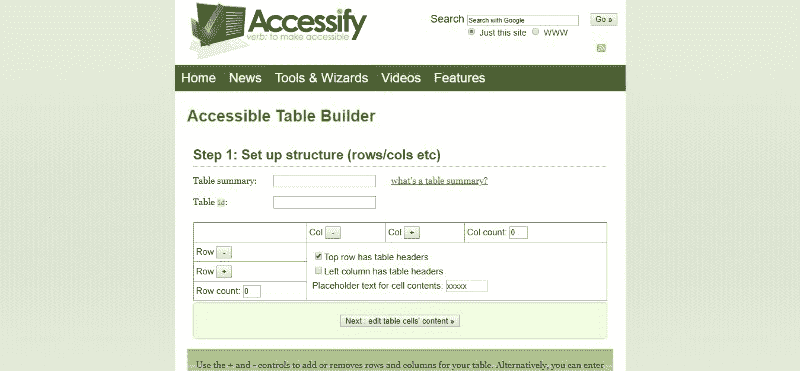 Accessify
verb: to make accessible
Search Search with Google Go »
Just this site WWW
Home News Tools & Wizards Videos Features
Accessible Table Builder
Step 1: Set up structure (rows/cols etc)
Table summary: what's a table summary?
Table id:
Col - Col + Col count: 0
Row -
Top row has table headers
Row +
Left column has table headers
Placeholder text for cell contents: xxxxx
Row count: 0
Next : edit table cells' content »
Use the + and - controls to add or removes rows and columns for your table. Alternatively, you can enter